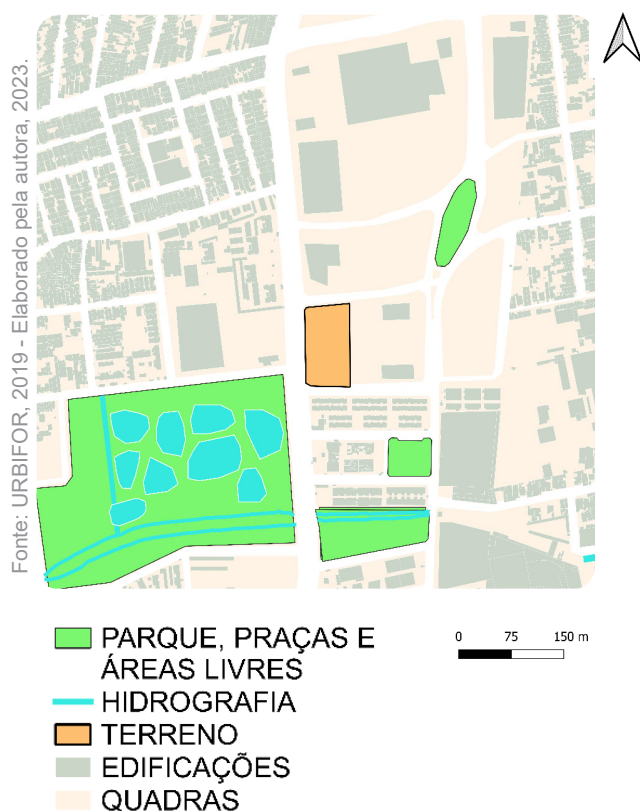 Fonte: URBIFOR, 2019 - Elaborado pela autora, 2023.
PARQUE, PRAÇAS E
ÁREAS LIVRES
0 75 150 m
HIDROGRAFIA
TERRENO
EDIFICAÇÕES
QUADRAS